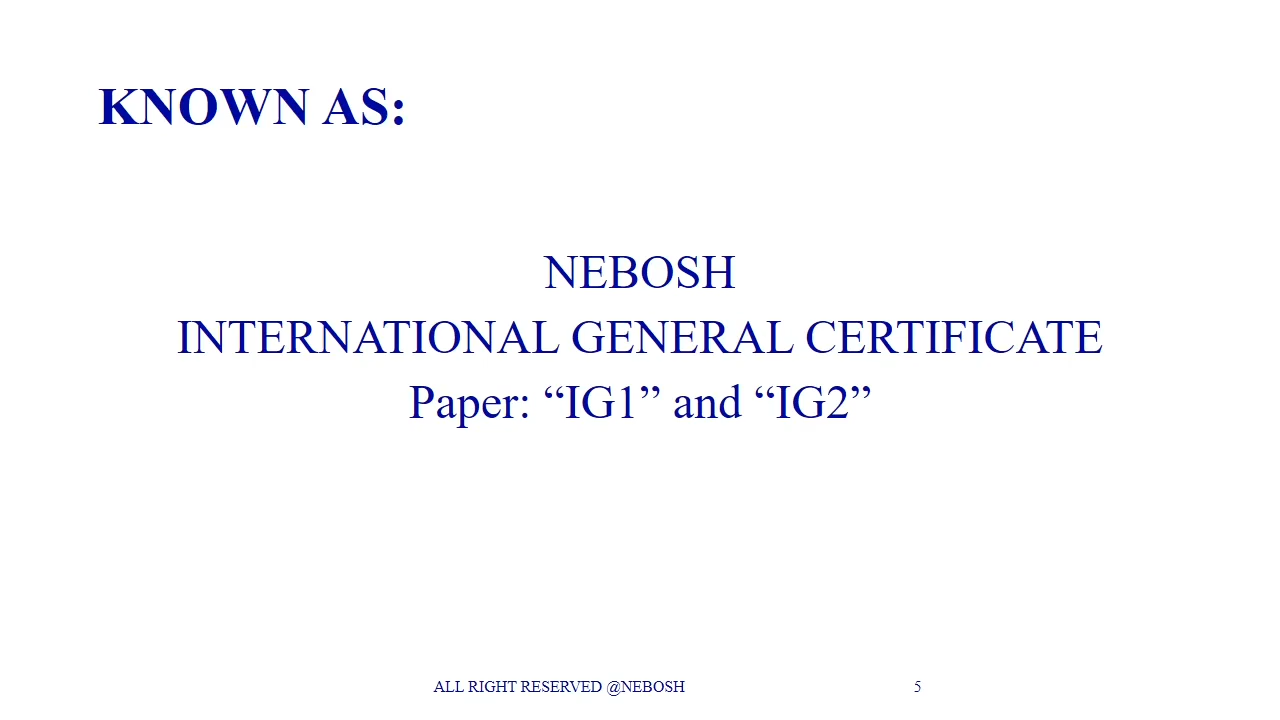 KNOWN AS:
NEBOSH
INTERNATIONAL GENERAL CERTIFICATE
Paper: “IG1” and “IG2”
ALL RIGHT RESERVED @NEBOSH
5